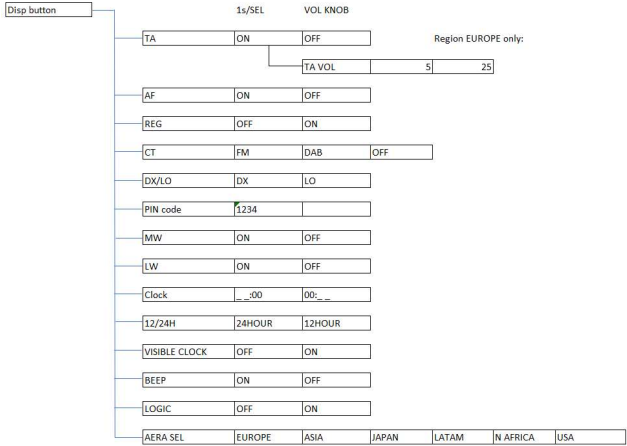 Disp button 1s/SEL VOL KNOB
TA ON OFF Region EUROPE only:
TA VOL 5 25
AF ON OFF
REG OFF ON
CT FM DAB OFF
DX/LO DX LO
PIN code 1234
MW ON OFF
LW ON OFF
Clock _ _:00 00:_ _
12/24H 24HOUR 12HOUR
VISIBLE CLOCK OFF ON
BEEP ON OFF
LOGIC OFF ON
AERA SEL EUROPE ASIA JAPAN LATAM N AFRICA USA